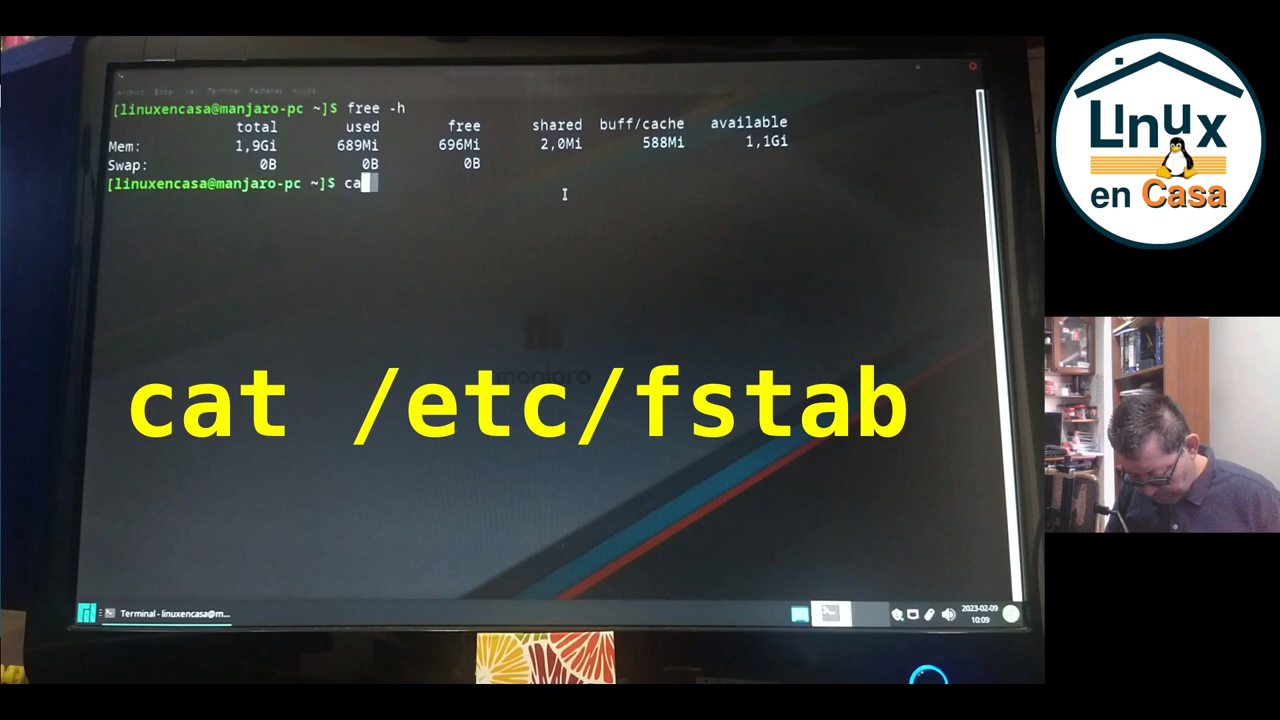 [linuxencasa@manjaro-pc ~]$ free -h
total used free shared buff/cache available
Mem: 1,9Gi 689Mi 696Mi 2,0Mi 588Mi 1,1Gi
Swap: 0B 0B 0B
[linuxencasa@manjaro-pc ~]$ ca
manjaro
cat /etc/fstab
Terminal - linuxencasa@m...
2023-02-09
10:09
Linux
en Casa